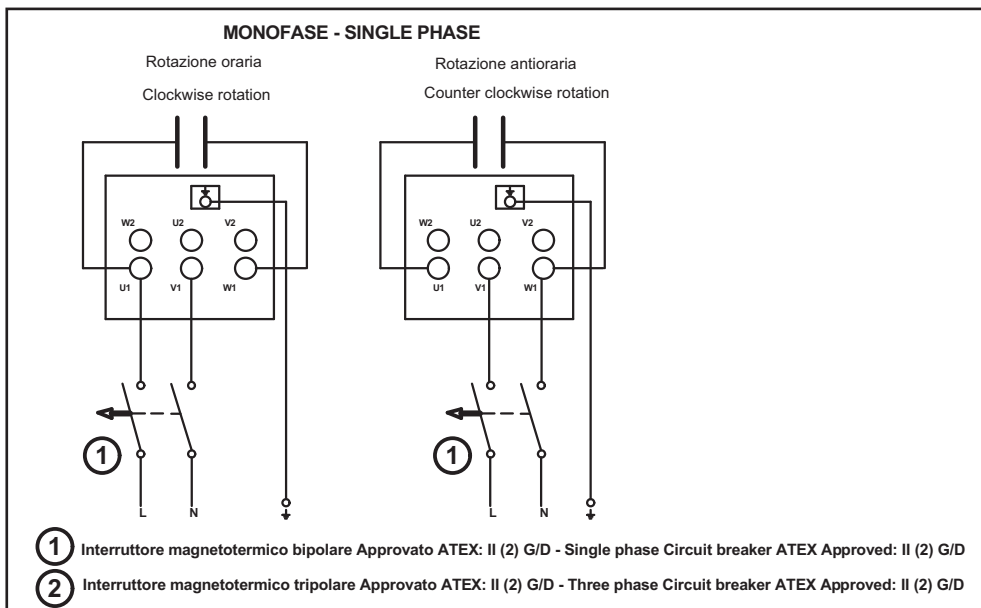 MONOFASE - SINGLE PHASE
Rotazione oraria
Clockwise rotation
W2 U2 V2
U1 V1 W1
1
L N
Rotazione antioraria
Counter clockwise rotation
W2 U2 V2
U1 V1 W1
1
L N
1 Interruttore magnetotermico bipolare Approvato ATEX: II (2) G/D - Single phase Circuit breaker ATEX Approved: II (2) G/D
2 Interruttore magnetotermico tripolare Approvato ATEX: II (2) G/D - Three phase Circuit breaker ATEX Approved: II (2) G/D